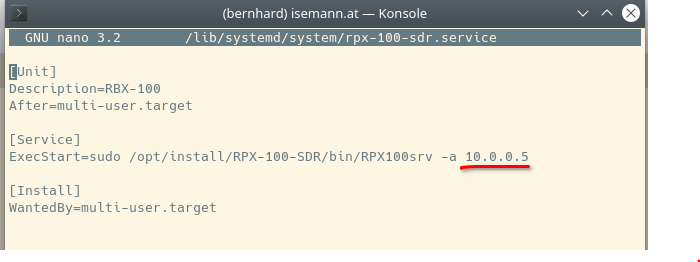 (bernhard) isemann.at — Konsole
GNU nano 3.2 /lib/systemd/system/rpx-100-sdr.service
[Unit]
Description=RBX-100
After=multi-user.target
[Service]
ExecStart=sudo /opt/install/RPX-100-SDR/bin/RPX100srv -a 10.0.0.5
[Install]
WantedBy=multi-user.target